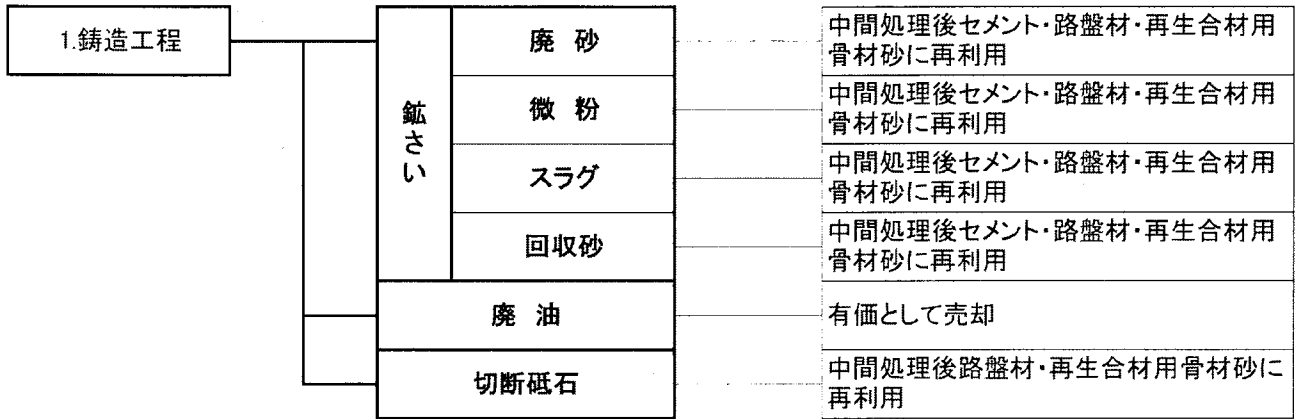 1.鋳造工程
鉱さい
廃 砂
中間処理後セメント・路盤材・再生合材用
骨材砂に再利用
微 粉
中間処理後セメント・路盤材・再生合材用
骨材砂に再利用
スラグ
中間処理後セメント・路盤材・再生合材用
骨材砂に再利用
回収砂
中間処理後セメント・路盤材・再生合材用
骨材砂に再利用
廃 油
有価として売却
切断砥石
中間処理後路盤材・再生合材用骨材砂に
再利用